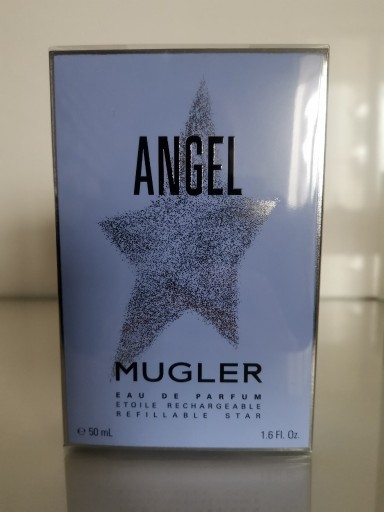 ANGEL
MUGLER
EAU DE PARFUM
ETOILE RECHARGEABLE
REFILLABLE STAR
℮ 50 mL 1.6 Fl. Oz.